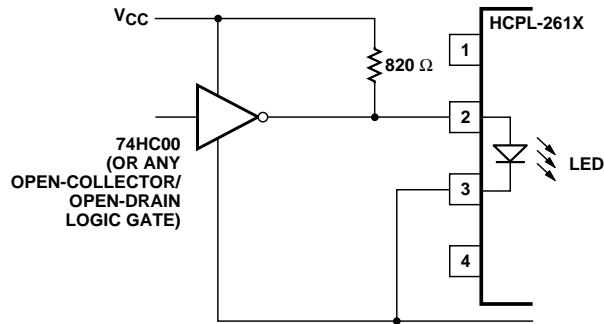 VCC
HCPL-261X
1
820 Ω
2
74HC00
(OR ANY
OPEN-COLLECTOR/
OPEN-DRAIN
LOGIC GATE)
LED
3
4